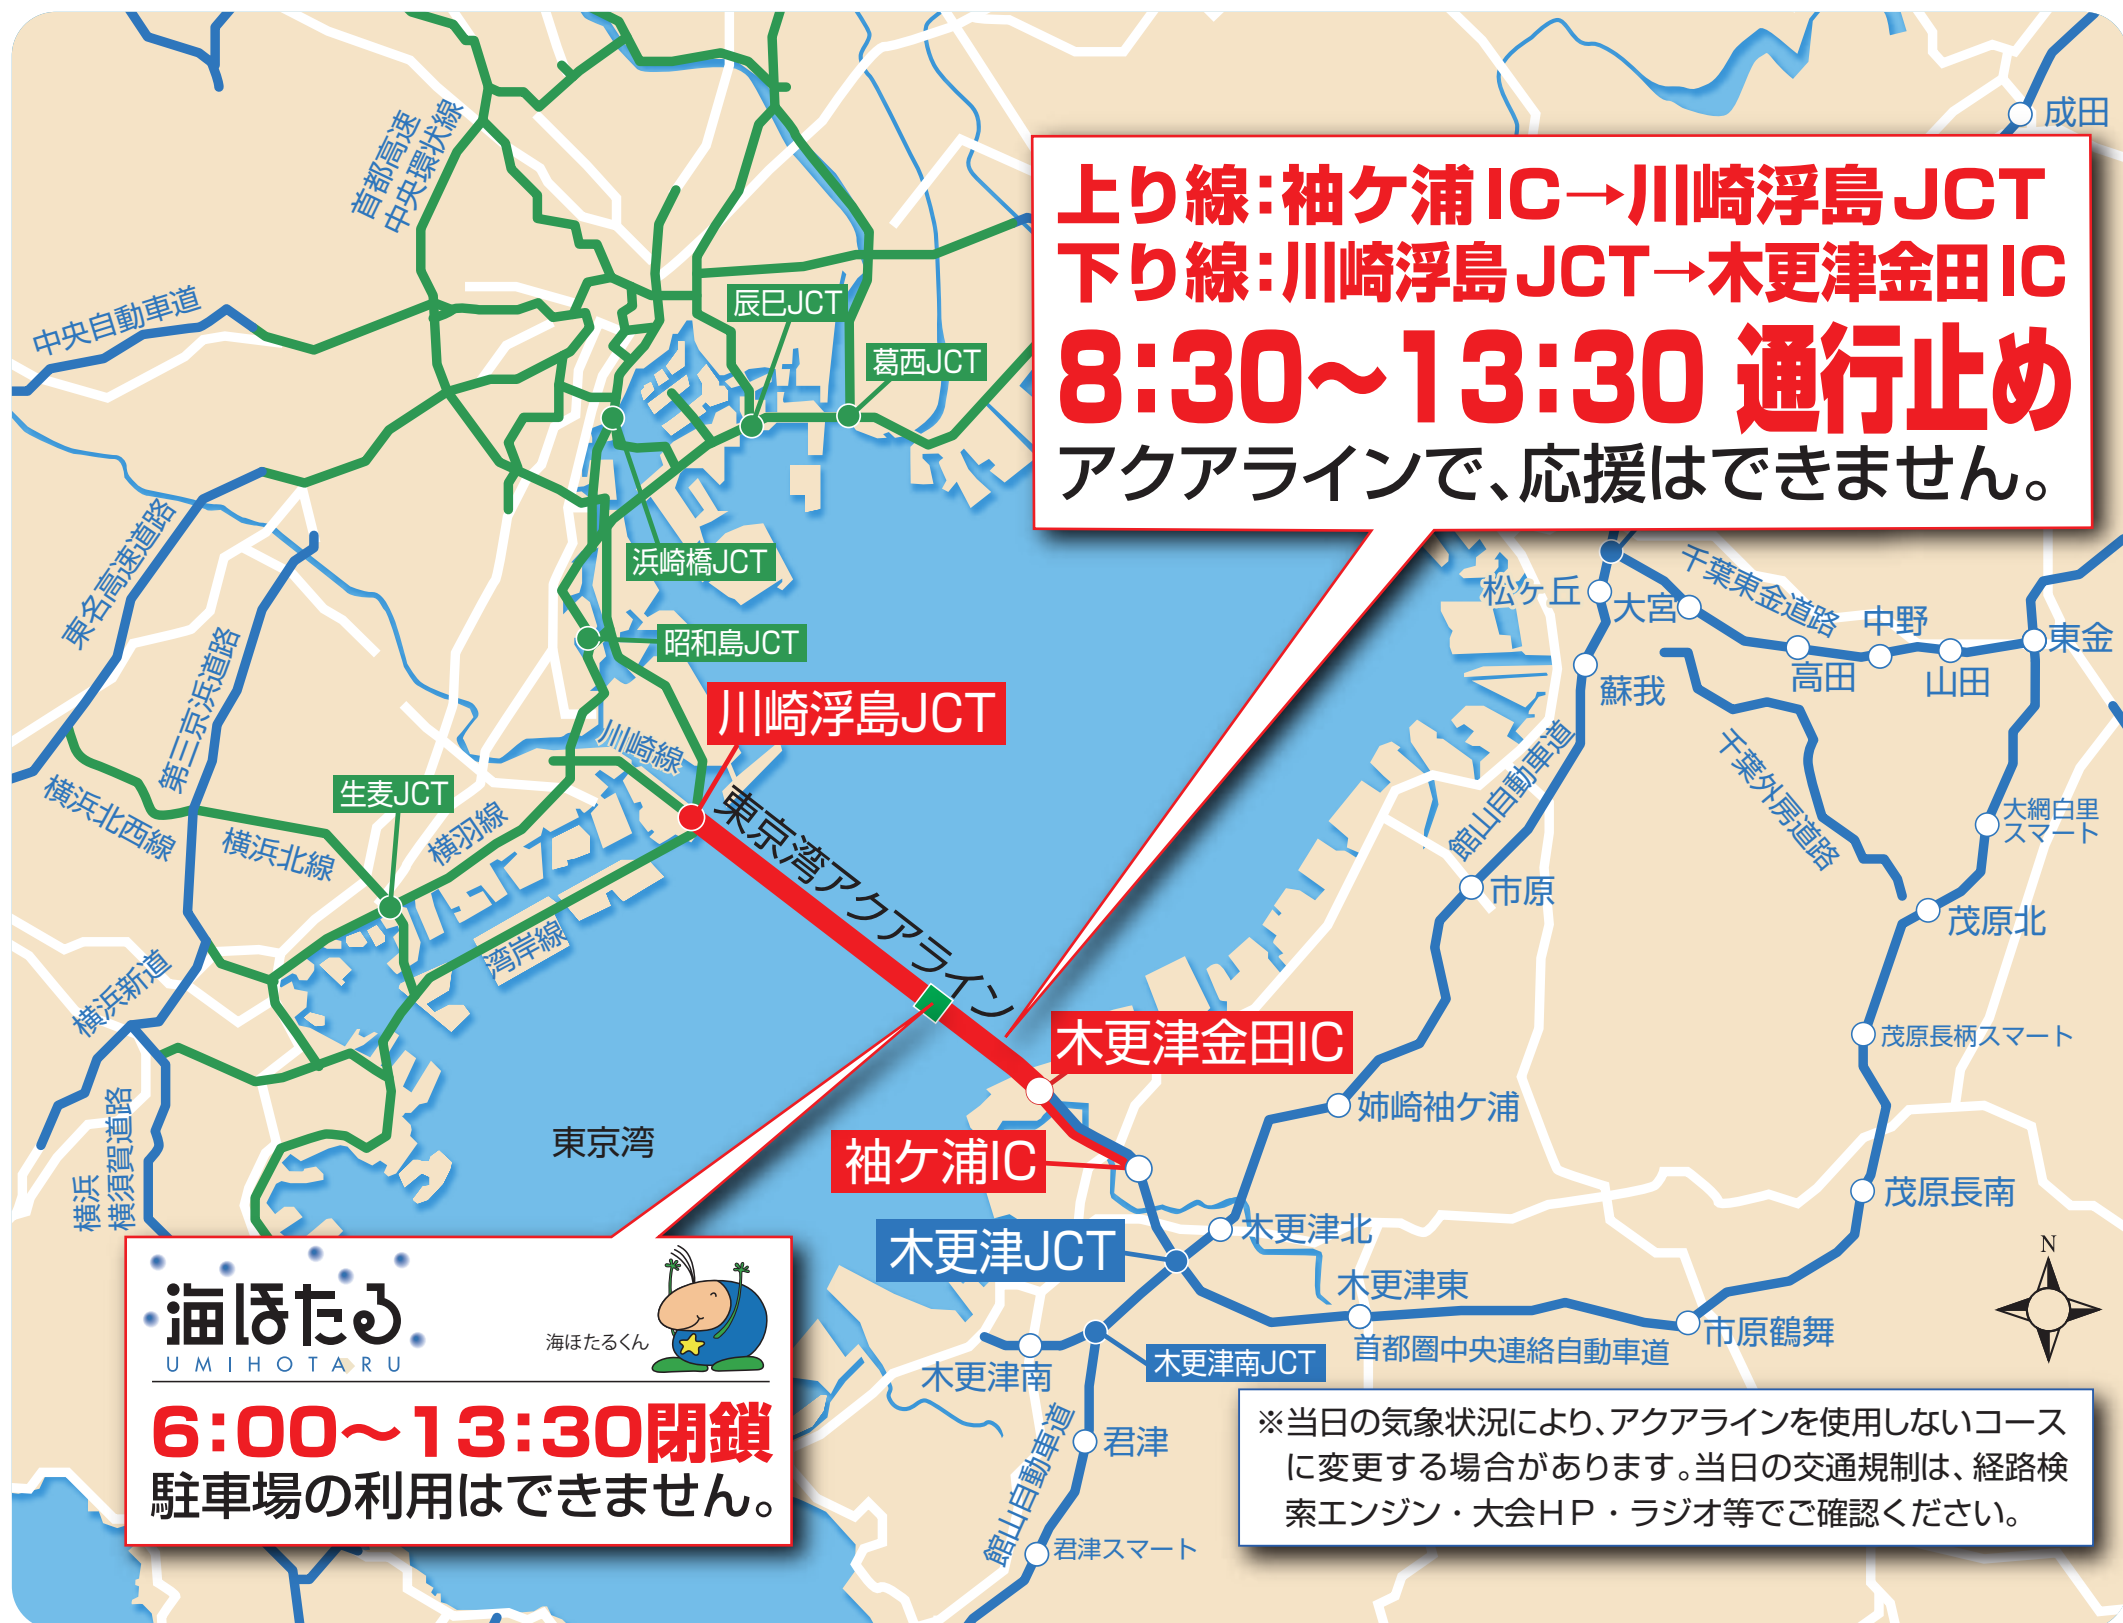 首都高速
中央環状線
成田
上り線：袖ケ浦IC→川崎浮島JCT
下り線：川崎浮島JCT→木更津金田IC
8：30～13：30 通行止め
アクアラインで、応援はできません。
中央自動車道
辰巳JCT
葛西JCT
東名高速道路
浜崎橋JCT
松ヶ丘
大宮
千葉東金道路
中野
東金
昭和島JCT
高田
山田
蘇我
第三京浜道路
川崎浮島JCT
川崎線
館山自動車道
千葉外房道路
横浜北西線
生麦JCT
横羽線
横浜北線
東京湾アクアライン
大網白里
スマート
市原
茂原北
湾岸線
横浜新道
木更津金田IC
茂原長柄スマート
姉崎袖ケ浦
横浜
横須賀道路
東京湾
袖ケ浦IC
茂原長南
木更津JCT
木更津北
N
木更津東
市原鶴舞
首都圏中央連絡自動車道
木更津南
木更津南JCT
海ほたる
UMIHOTARU
海ほたるくん
6：00～13：30閉鎖
駐車場の利用はできません。
館山自動車道
君津
君津スマート
※当日の気象状況により、アクアラインを使用しないコース
に変更する場合があります。当日の交通規制は、経路検
索エンジン・大会HP・ラジオ等でご確認ください。